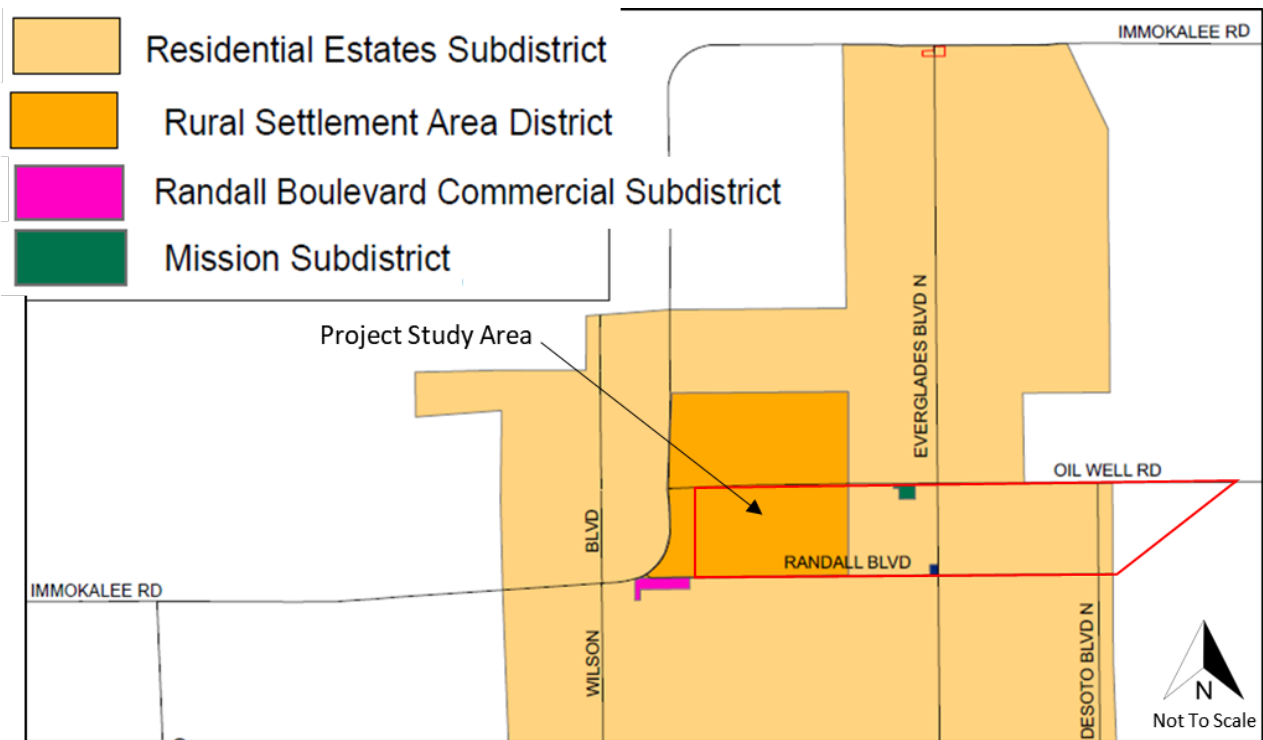 IMMOKALEE RD
Residential Estates Subdistrict
Rural Settlement Area District
Randall Boulevard Commercial Subdistrict
Mission Subdistrict
Project Study Area
EVERGLADES BLVD N
OIL WELL RD
BLVD
RANDALL BLVD
IMMOKALEE RD
WILSON
DESOTO BLVD N
N
Not To Scale